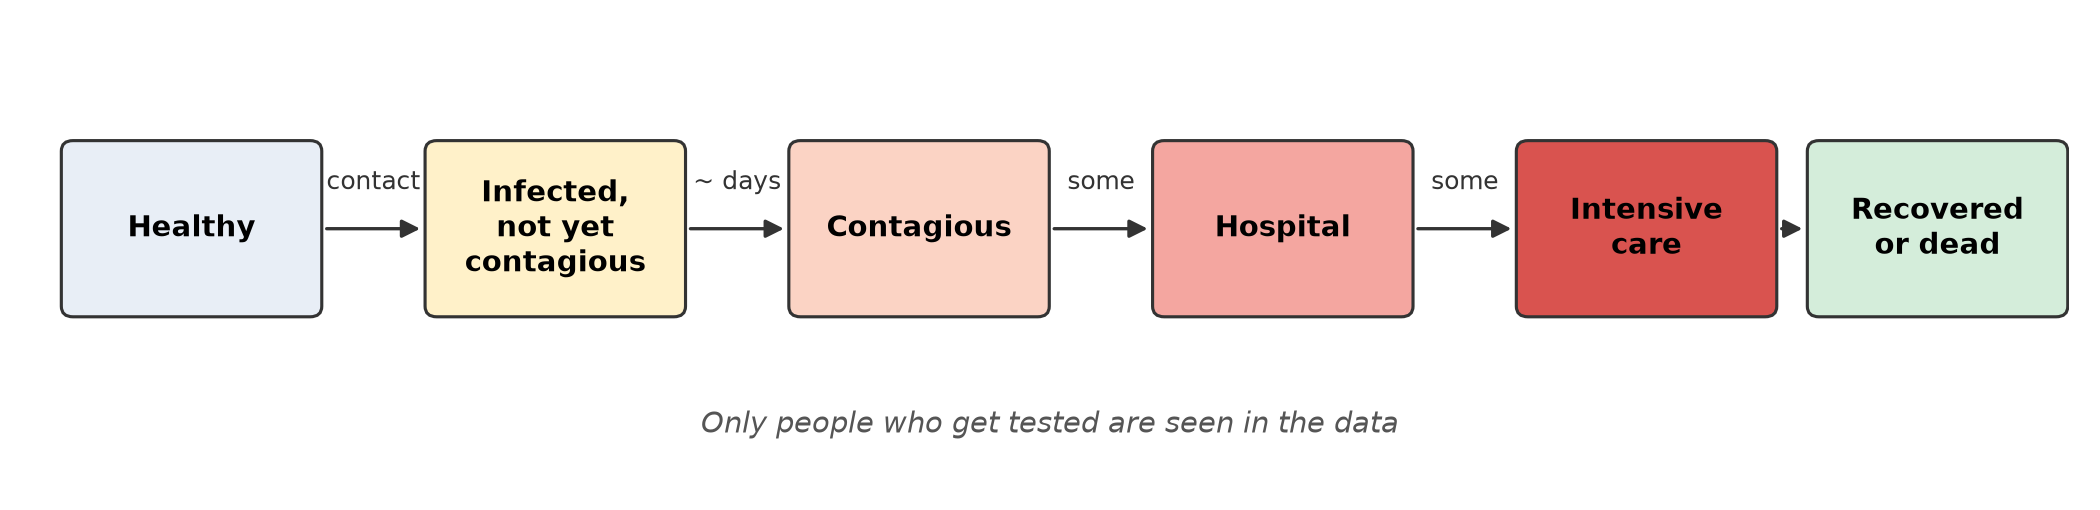 Healthy
contact
Infected,
not yet
contagious
~ days
Contagious
some
Hospital
some
Intensive
care
Recovered
or dead
Only people who get tested are seen in the data